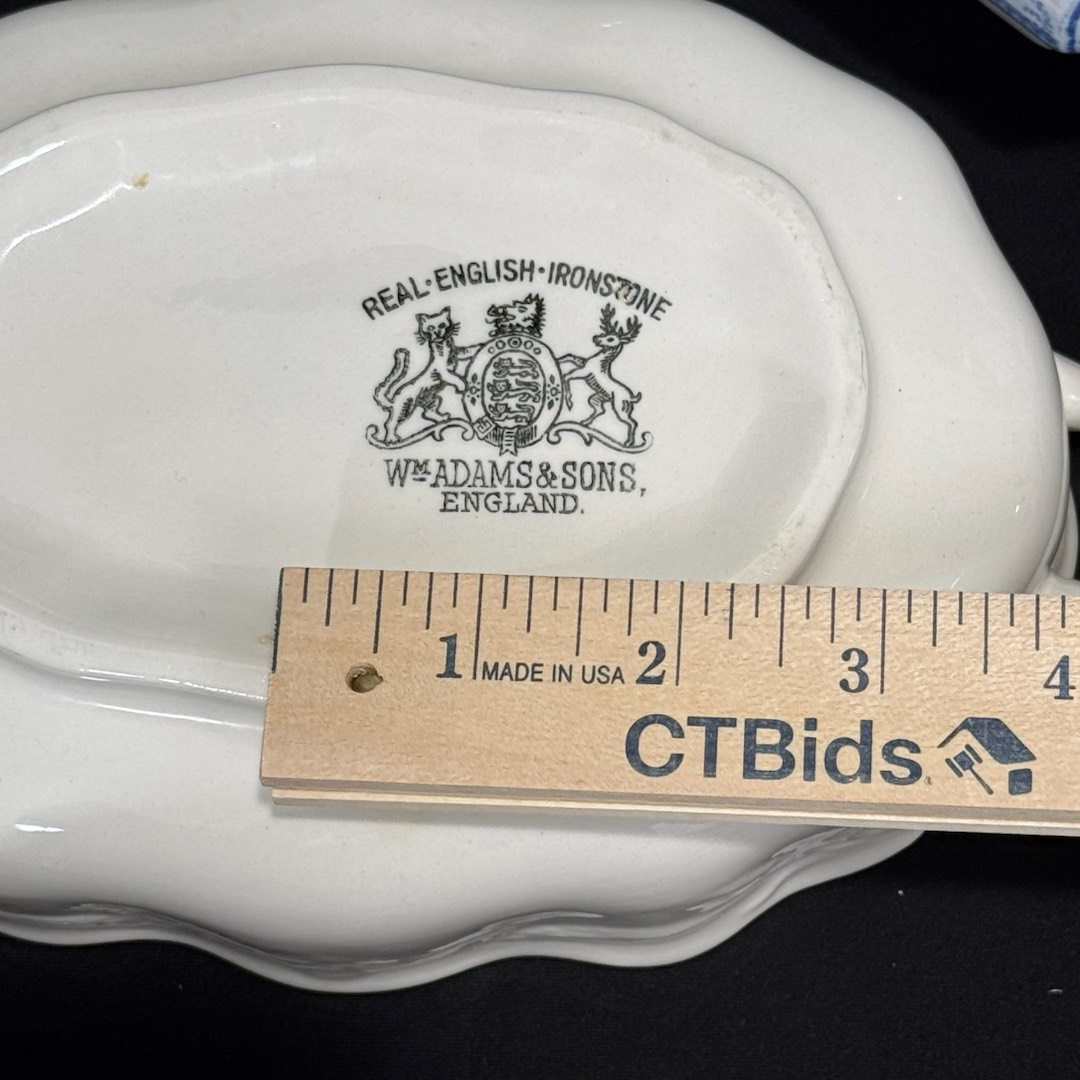 REAL·ENGLISH·IRONSTONE
WM ADAMS & SONS,
ENGLAND.
1 2 3 4
MADE IN USA
CTBids.